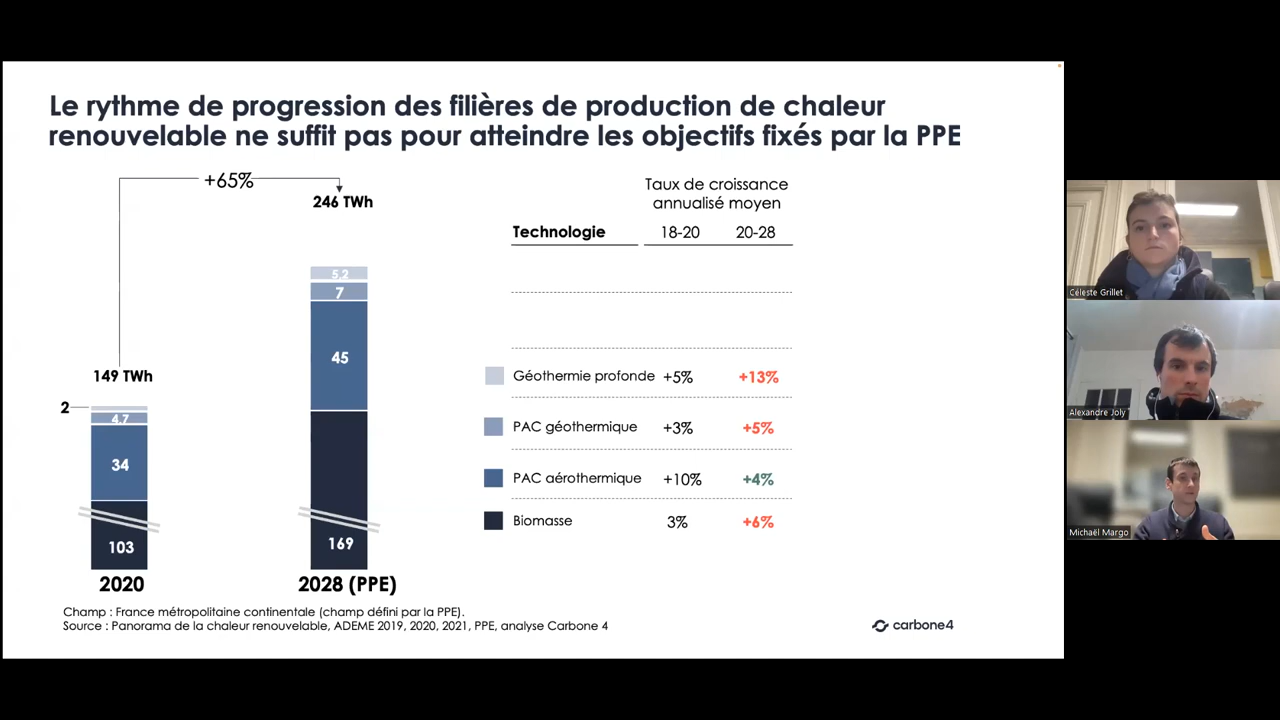 Le rythme de progression des filières de production de chaleur
renouvelable ne suffit pas pour atteindre les objectifs fixés par la PPE
+65%
246 TWh
5,2
7
45
169
149 TWh
2
4,7
34
103
2020
2028 (PPE)
Taux de croissance
annualisé moyen
Technologie 18-20 20-28
Géothermie profonde +5% +13%
PAC géothermique +3% +5%
PAC aérothermique +10% +4%
Biomasse 3% +6%
Champ : France métropolitaine continentale (champ défini par la PPE).
Source : Panorama de la chaleur renouvelable, ADEME 2019, 2020, 2021, PPE, analyse Carbone 4
carbone4
Céleste Grillet
Alexandre Joly
Michaël Margo